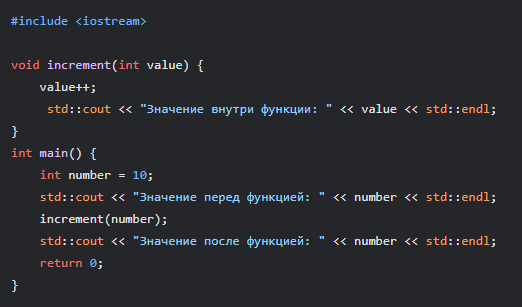 #include <iostream>

void increment(int value) {
    value++;
     std::cout << "Значение внутри функции: " << value << std::endl;
}
int main() {
    int number = 10;
    std::cout << "Значение перед функцией: " << number << std::endl;
    increment(number);
    std::cout << "Значение после функцией: " << number << std::endl;
    return 0;
}